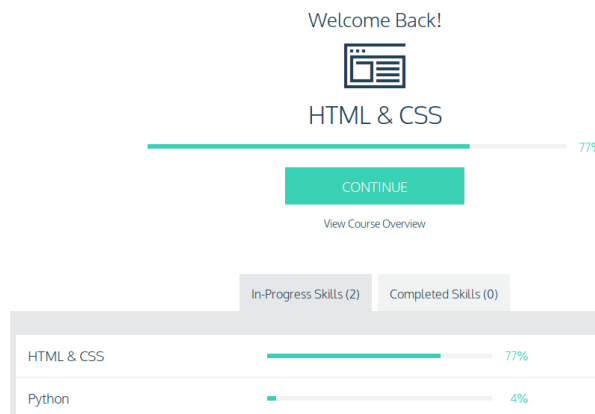 Welcome Back!
HTML & CSS
77%
CONTINUE
View Course Overview
In-Progress Skills (2) Completed Skills (0)
HTML & CSS 77%
Python 4%